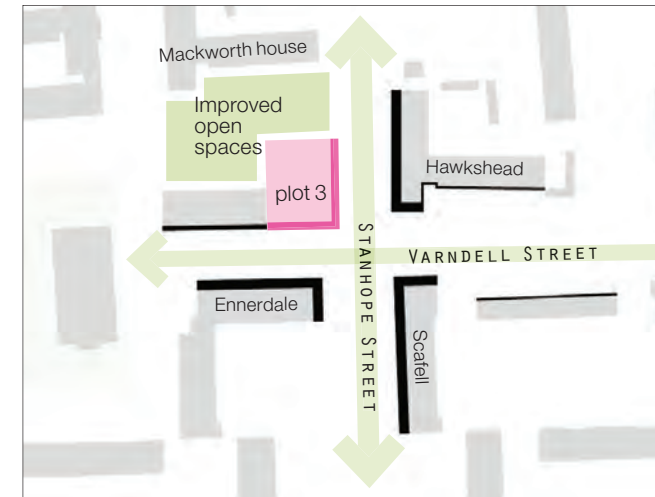 Mackworth house
Improved
open
spaces
plot 3
Hawkshead
STANHOPE STREET
VARNDELL STREET
Ennerdale
Scafell